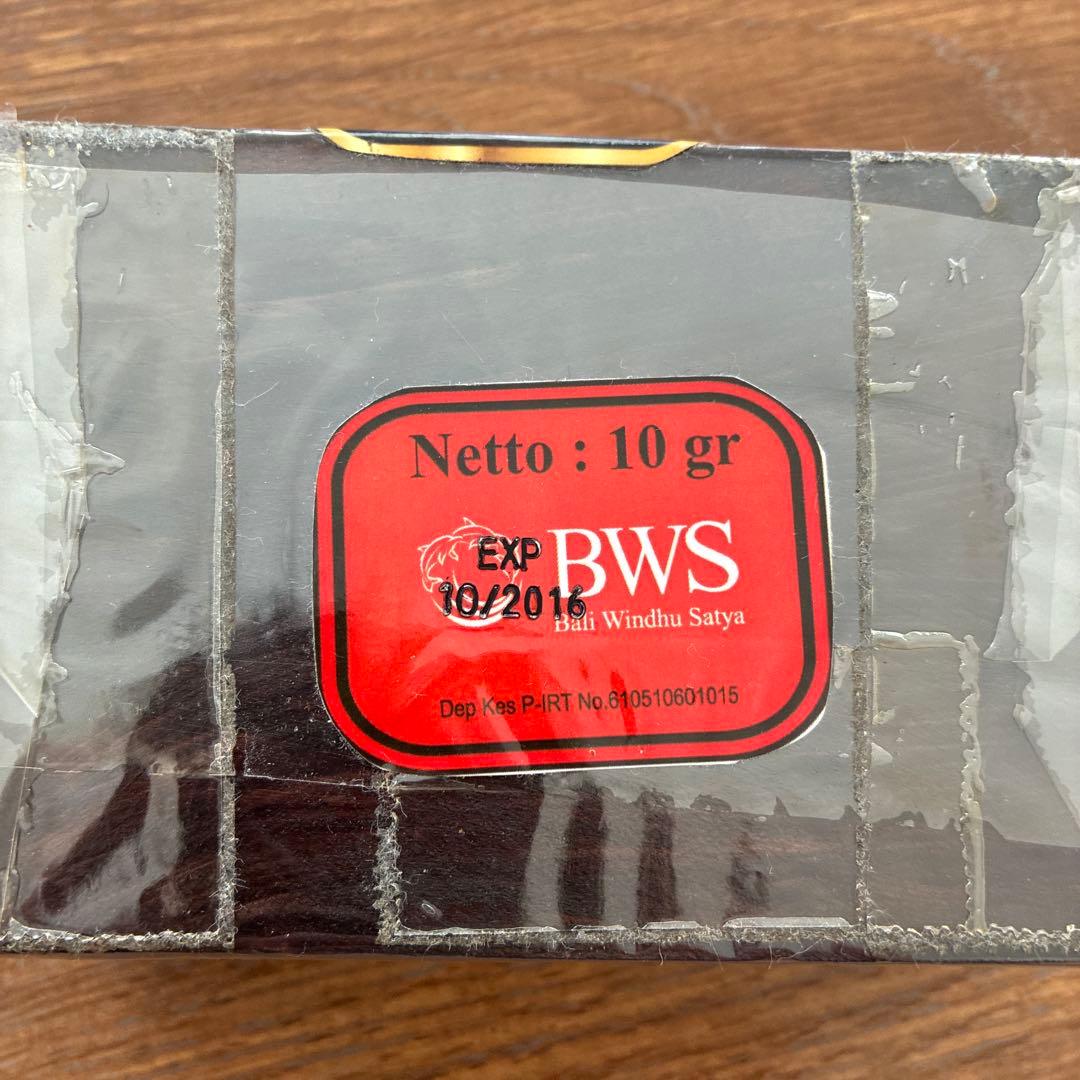 Netto : 10 gr
EXP
10/2016
BWS
Bali Windhu Satya
Dep Kes P-IRT No.610510601015